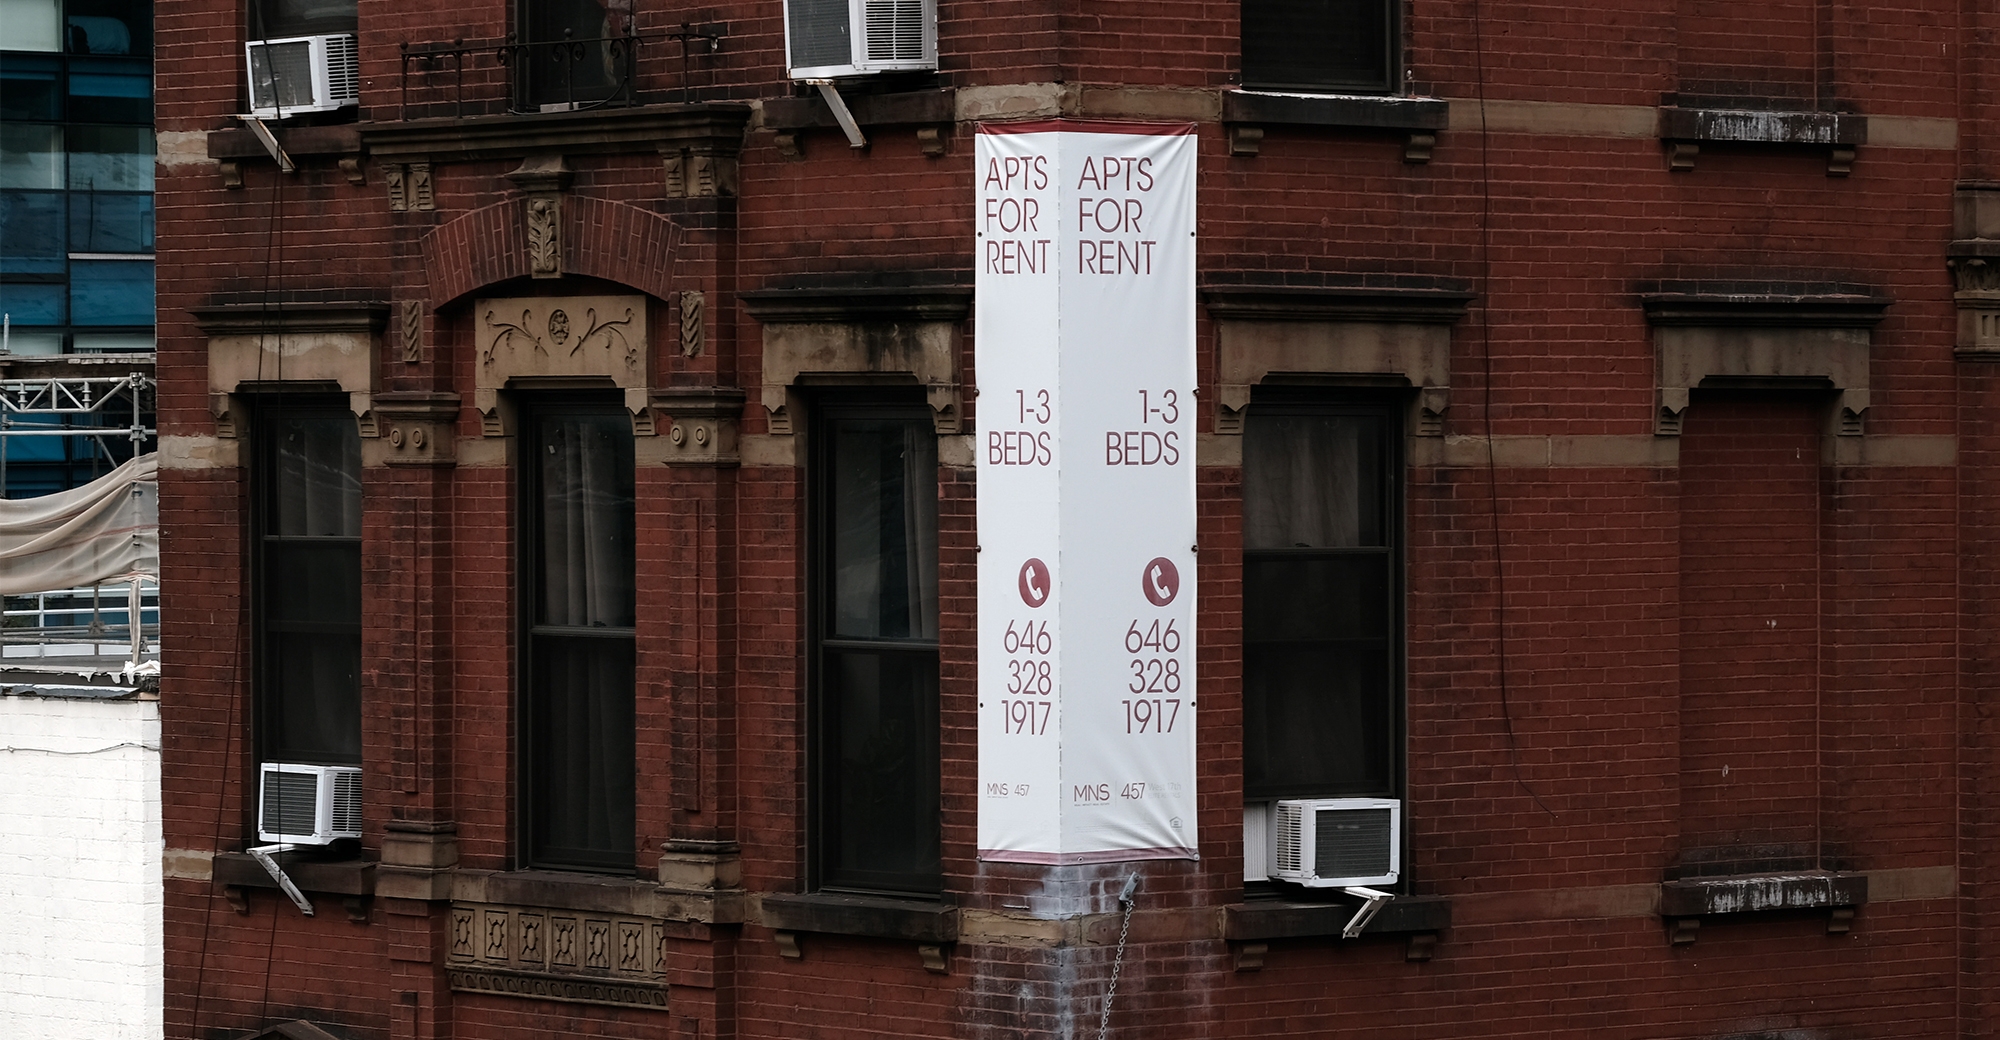 APTS
FOR
RENT
1-3
BEDS
646
328
1917
MNS 457
APTS
FOR
RENT
1-3
BEDS
646
328
1917
MNS 457